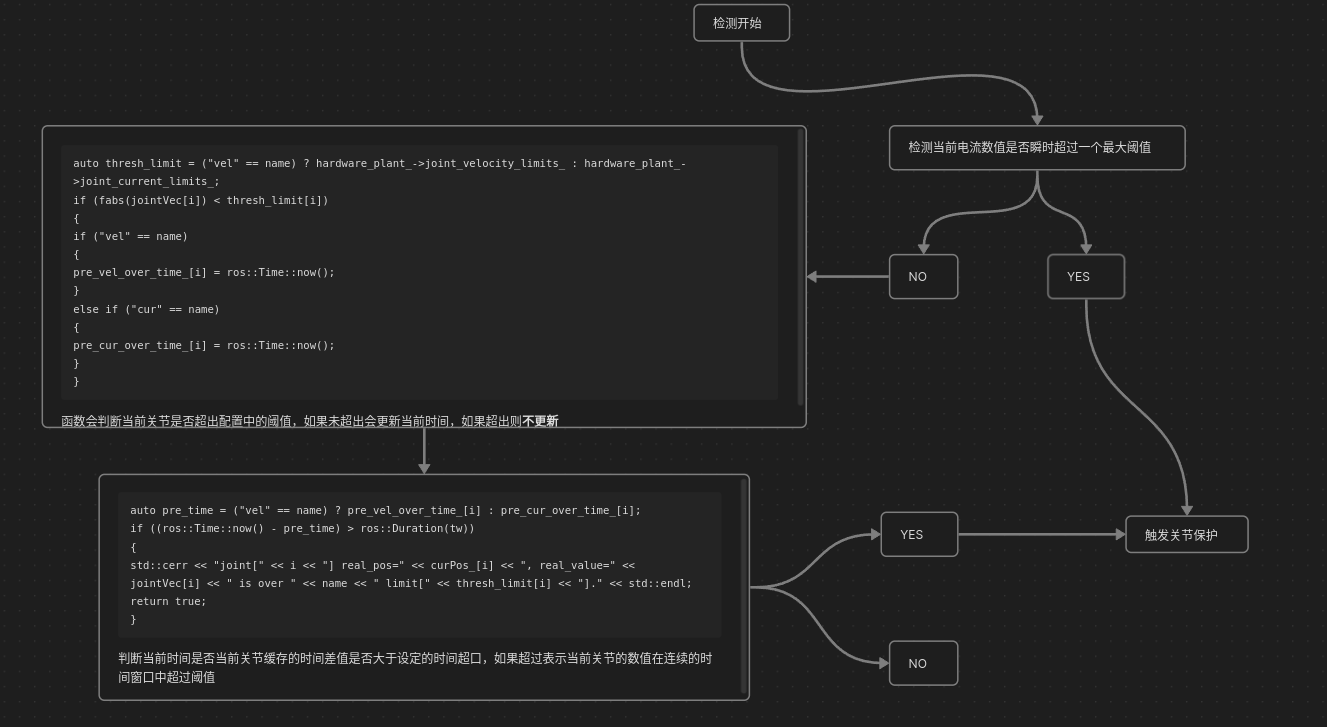 检测开始
检测当前电流数值是否瞬时超过一个最大阈值
NO
YES
auto thresh_limit = ("vel" == name) ? hardware_plant_->joint_velocity_limits_ : hardware_plant_-
>joint_current_limits_;
if (fabs(jointVec[i]) < thresh_limit[i])
{
if ("vel" == name)
{
pre_vel_over_time_[i] = ros::Time::now();
}
else if ("cur" == name)
{
pre_cur_over_time_[i] = ros::Time::now();
}
}
函数会判断当前关节是否超出配置中的阈值，如果未超出会更新当前时间，如果超出则不更新
auto pre_time = ("vel" == name) ? pre_vel_over_time_[i] : pre_cur_over_time_[i];
if ((ros::Time::now() - pre_time) > ros::Duration(tw))
{
std::cerr << "joint[" << i << "] real_pos=" << curPos_[i] << ", real_value=" <<
jointVec[i] << " is over " << name << " limit[" << thresh_limit[i] << "]." << std::endl;
return true;
}
判断当前时间是否当前关节缓存的时间差值是否大于设定的时间超口，如果超过表示当前关节的数值在连续的时
间窗口中超过阈值
YES
触发关节保护
NO